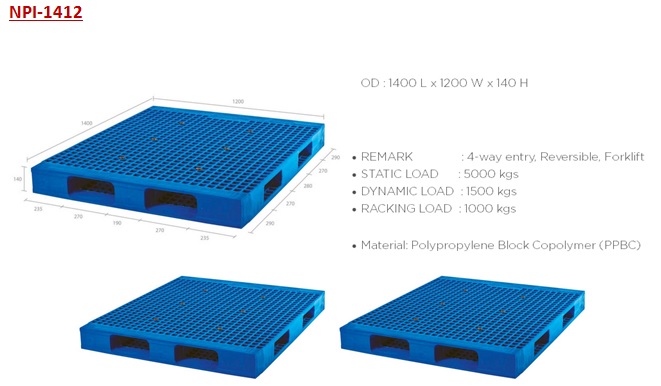 NPI-1412
OD : 1400 L x 1200 W x 140 H
1400
1200
140
235
270
190
270
235
290
270
280
270
290
• REMARK : 4-way entry, Reversible, Forklift
• STATIC LOAD : 5000 kgs
• DYNAMIC LOAD : 1500 kgs
• RACKING LOAD : 1000 kgs
• Material: Polypropylene Block Copolymer (PPBC)